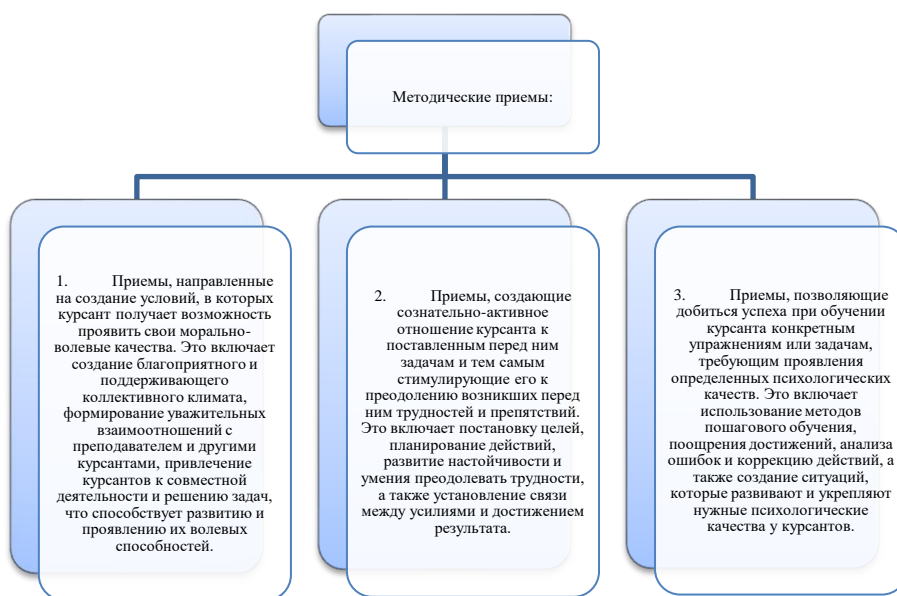 Методические приемы:
1. Приемы, направленные
на создание условий, в которых
курсант получает возможность
проявить свои морально-
волевые качества. Это включает
создание благоприятного и
поддерживающего
коллективного климата,
формирование уважительных
взаимоотношений с
преподавателем и другими
курсантами, привлечение
курсантов к совместной
деятельности и решению задач,
что способствует развитию и
проявлению их волевых
способностей.
2. Приемы, создающие
сознательно-активное
отношение курсанта к
поставленным перед ним
задачам и тем самым
стимулирующие его к
преодолению возникших перед
ним трудностей и препятствий.
Это включает постановку целей,
планирование действий,
развитие настойчивости и
умения преодолевать трудности,
а также установление связи
между усилиями и достижением
результата.
3. Приемы, позволяющие
добиться успеха при обучении
курсанта конкретным
упражнениям или задачам,
требующим проявления
определенных психологических
качеств. Это включает
использование методов
пошагового обучения,
поощрения достижений, анализа
ошибок и коррекцию действий, а
также создание ситуаций,
которые развивают и укрепляют
нужные психологические
качества у курсантов.